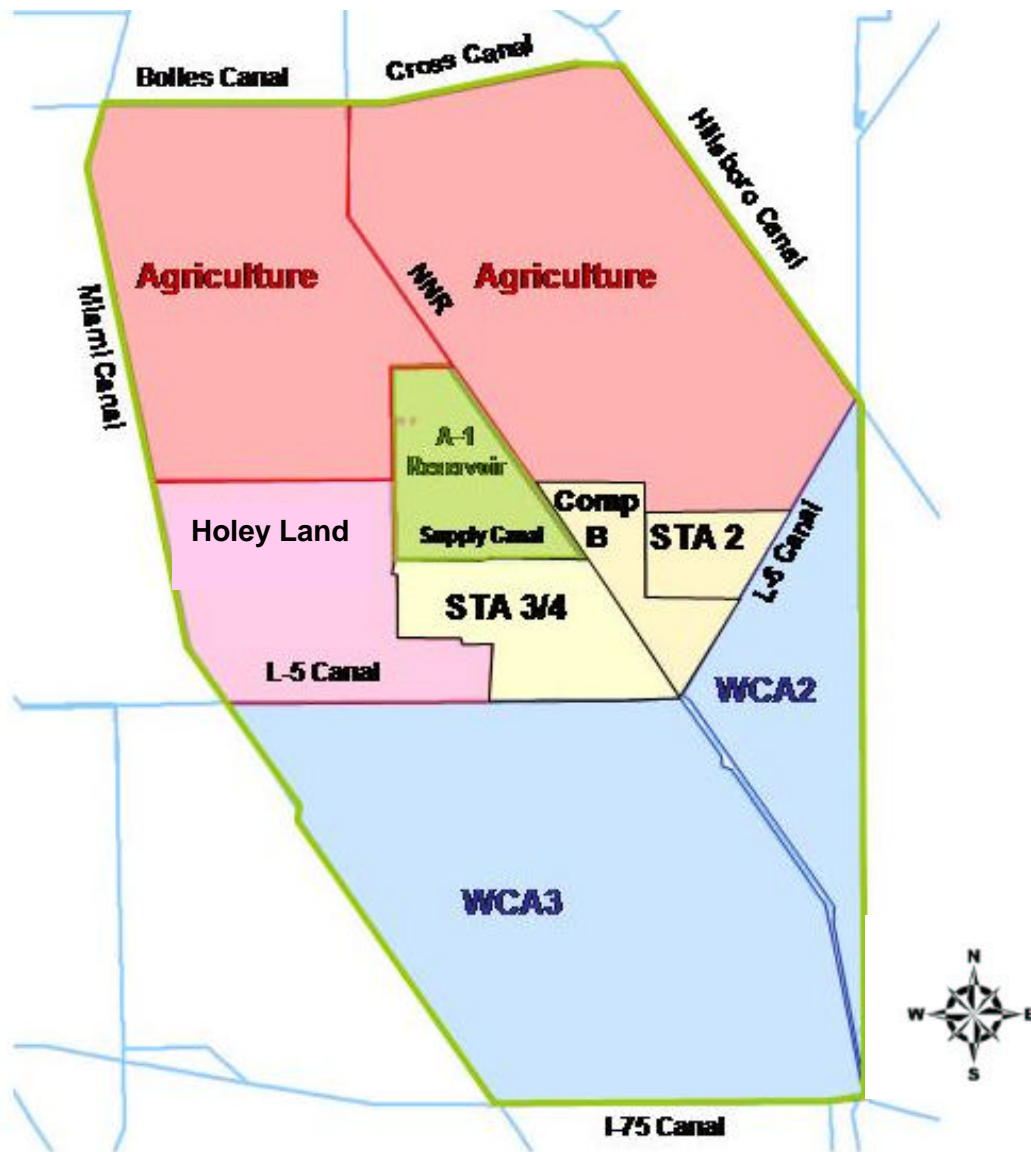 Cross Canal
Bolles Canal
Hillsboro Canal
Agriculture
NNR
Agriculture
Miami Canal
A-1
Reservoir
Comp
B
Holey Land
Supply Canal
STA 2
L-6 Canal
STA 3/4
L-5 Canal
WCA2
WCA3
N
W
E
S
I-75 Canal